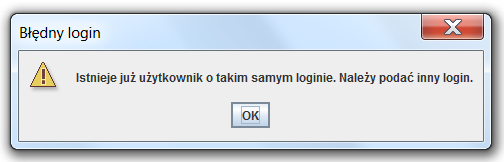 Błędny login
Istnieje już użytkownik o takim samym loginie. Należy podać inny login.
OK